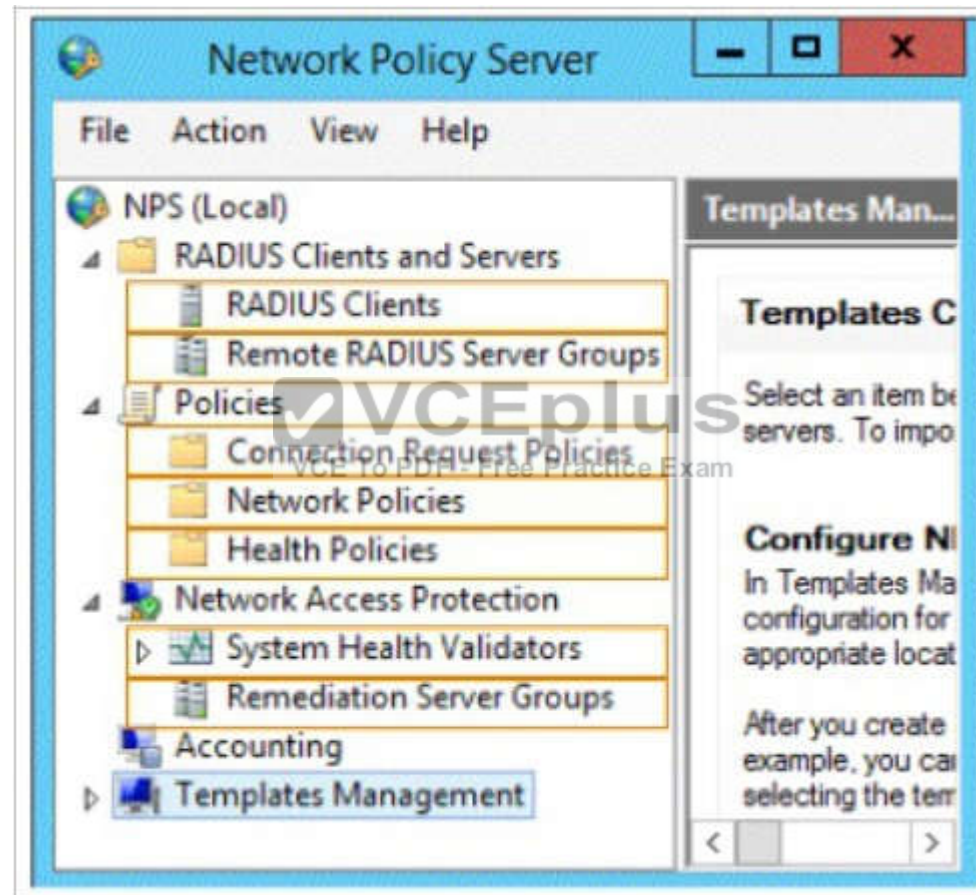 Network Policy Server
File Action View Help
NPS (Local)
RADIUS Clients and Servers
RADIUS Clients
Remote RADIUS Server Groups
Policies
Connection Request Policies
Network Policies
Health Policies
Network Access Protection
System Health Validators
Remediation Server Groups
Accounting
Templates Management
Templates Man...
Templates C
Select an item be
servers. To impo
Configure N
In Templates Ma
configuration for
appropriate locat
After you create
example, you cai
selecting the tem
VCEplus
VCE To PDF - Free Practice Exam